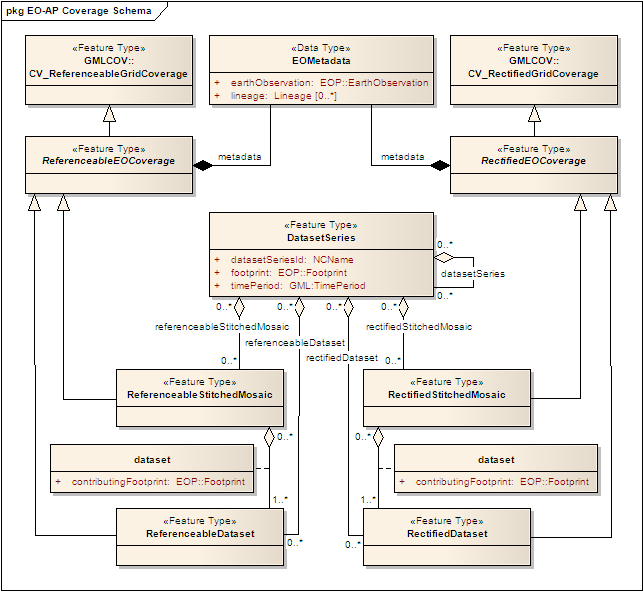 pkg EO-AP Coverage Schema
«Feature Type»
GMLCOV::
CV_ReferenceableGridCoverage
«Data Type»
EOMetadata
+ earthObservation: EOP::EarthObservation
+ lineage: Lineage [0..*]
«Feature Type»
GMLCOV::
CV_RectifiedGridCoverage
«Feature Type»
ReferenceableEOCoverage
metadata
metadata
«Feature Type»
RectifiedEOCoverage
«Feature Type»
DatasetSeries
+ datasetSeriesId: NCName
+ footprint: EOP::Footprint
+ timePeriod: GML:TimePeriod
0..*
datasetSeries
0..*
0..*
0..*
0..*
0..*
referenceableStitchedMosaic
rectifiedStitchedMosaic
referenceableDataset
rectifiedDataset
0..*
0..*
«Feature Type»
ReferenceableStitchedMosaic
«Feature Type»
RectifiedStitchedMosaic
0..*
0..*
dataset
+ contributingFootprint: EOP::Footprint
dataset
+ contributingFootprint: EOP::Footprint
1..*
1..*
«Feature Type»
ReferenceableDataset
0..*
0..*
«Feature Type»
RectifiedDataset